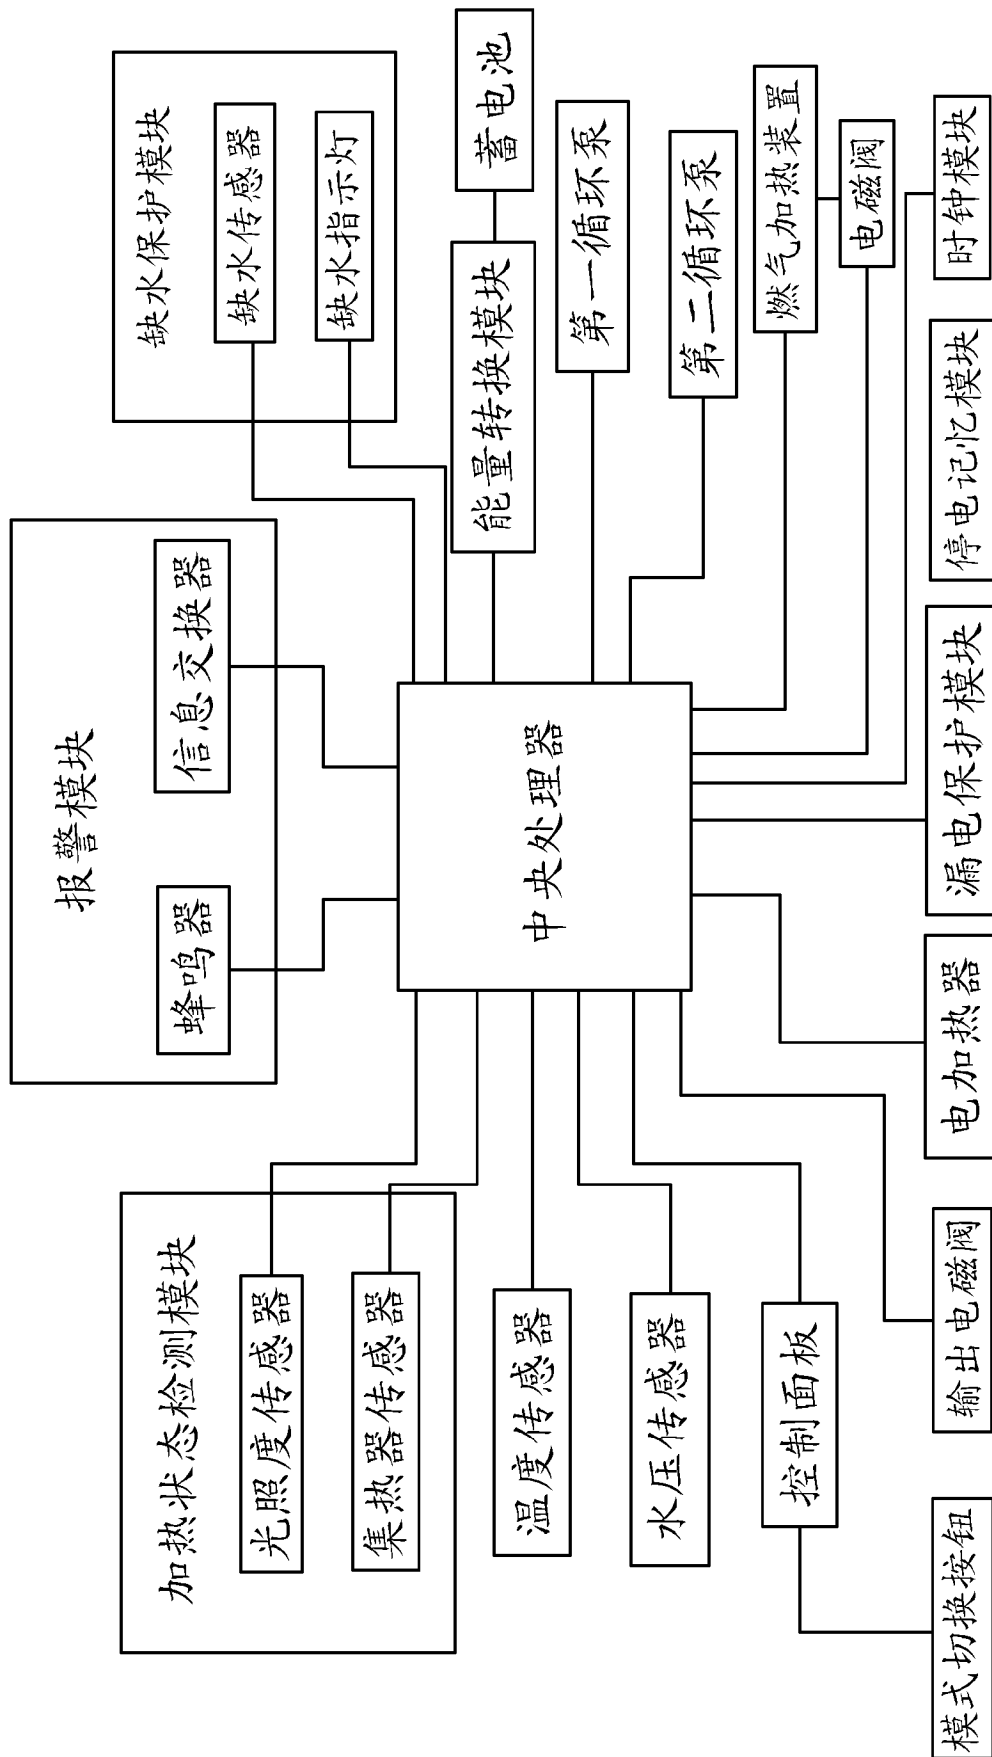 加热状态检测模块
光照度传感器
集热器传感器
温度传感器
水压传感器
控制面板
模式切换按钮
报警模块
蜂鸣器
信息交换器
中央处理器
缺水保护模块
缺水传感器
缺水指示灯
能量转换模块
蓄电池
第一循环泵
第二循环泵
燃气加热装置
电磁阀
输出电磁阀
电加热器
漏电保护模块
停电记忆模块
时钟模块